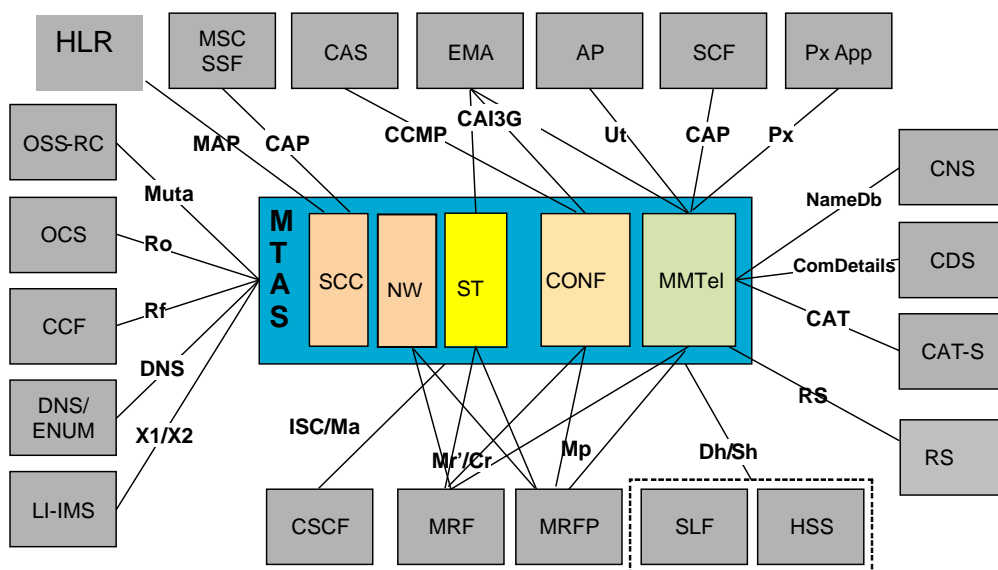 HLR
MSC
SSF
CAS
EMA
AP
SCF
Px App
OSS-RC
MAP
CAP
CCMP
CAI3G
Ut
CAP
Px
CNS
Muta
NameDb
OCS
Ro
M
T
A
S
SCC
NW
ST
CONF
MMTel
ComDetails
CDS
CCF
Rf
CAT
CAT-S
DNS
DNS/
ENUM
X1/X2
ISC/Ma
Mr’/Cr
Mp
Dh/Sh
RS
RS
LI-IMS
CSCF
MRF
MRFP
SLF
HSS